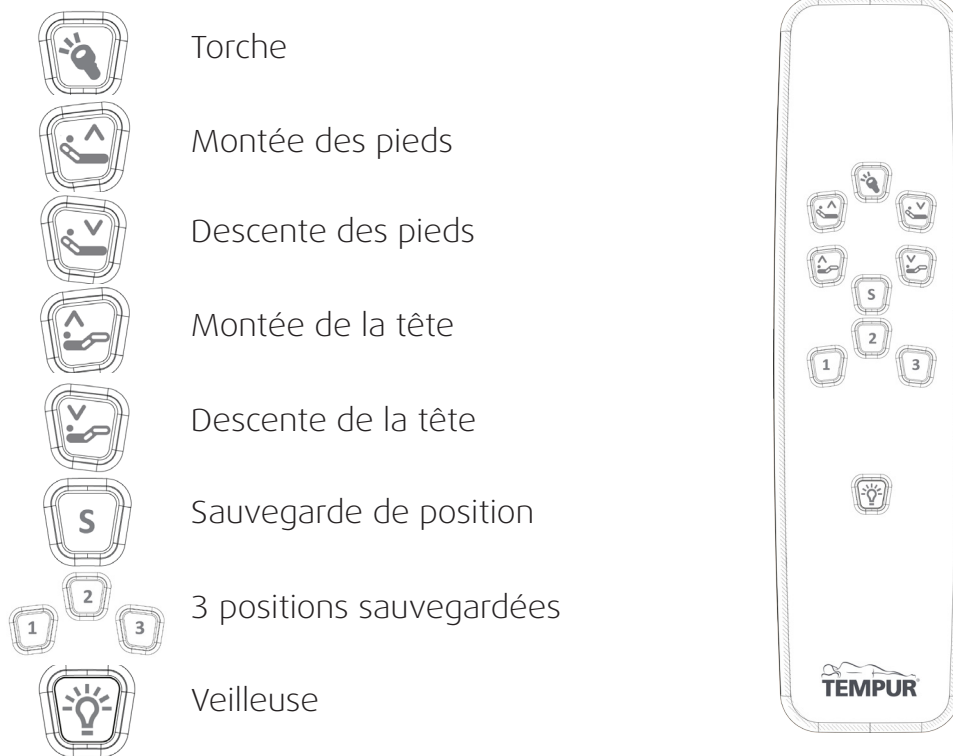 Torche
Montée des pieds
Descente des pieds
Montée de la tête
Descente de la tête
S
Sauvegarde de position
2
1
3
3 positions sauvegardées
Veilleuse
S
2
1
3
TEMPUR